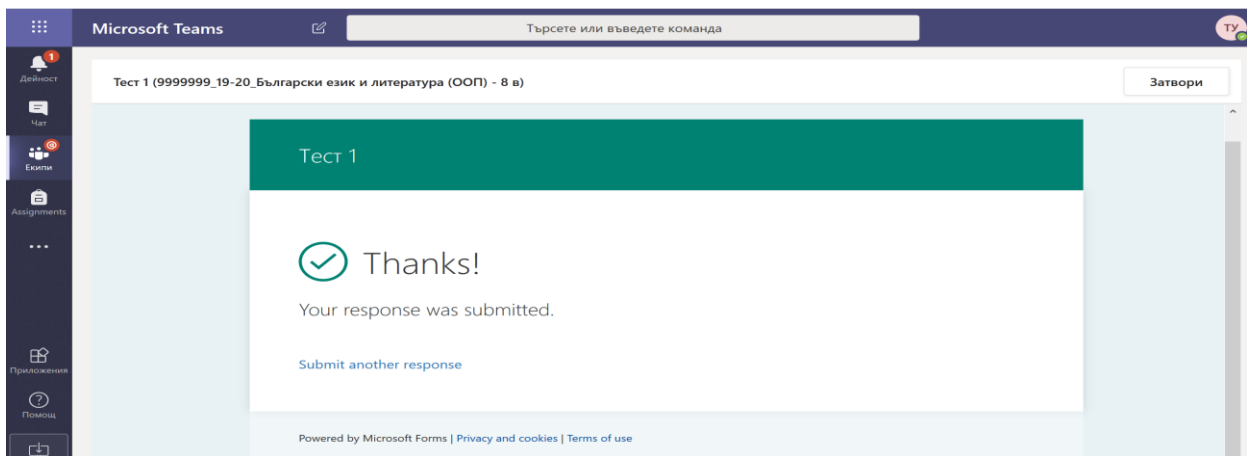 Microsoft Teams
Търсете или въведете команда
ТУ
1
Дейност
Чат
@
Екипи
Assignments
Приложения
Помощ
Тест 1 (9999999_19-20_Български език и литература (ООП) - 8 в)
Затвори
Тест 1
Thanks!
Your response was submitted.
Submit another response
Powered by Microsoft Forms | Privacy and cookies | Terms of use